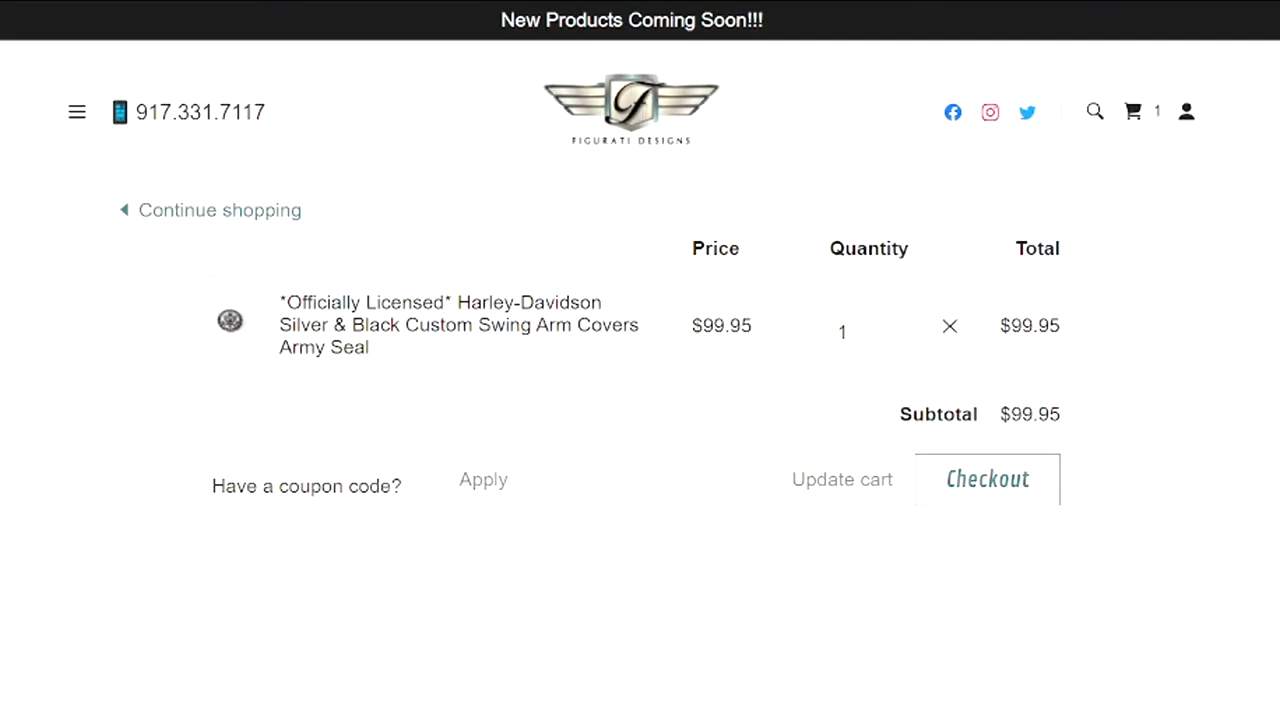 New Products Coming Soon!!!
917.331.7117
F
FIGURATI DESIGNS
1
Continue shopping
Price Quantity Total
*Officially Licensed* Harley-Davidson
Silver & Black Custom Swing Arm Covers
Army Seal
$99.95 1 $99.95
Subtotal $99.95
Have a coupon code? Apply Update cart Checkout